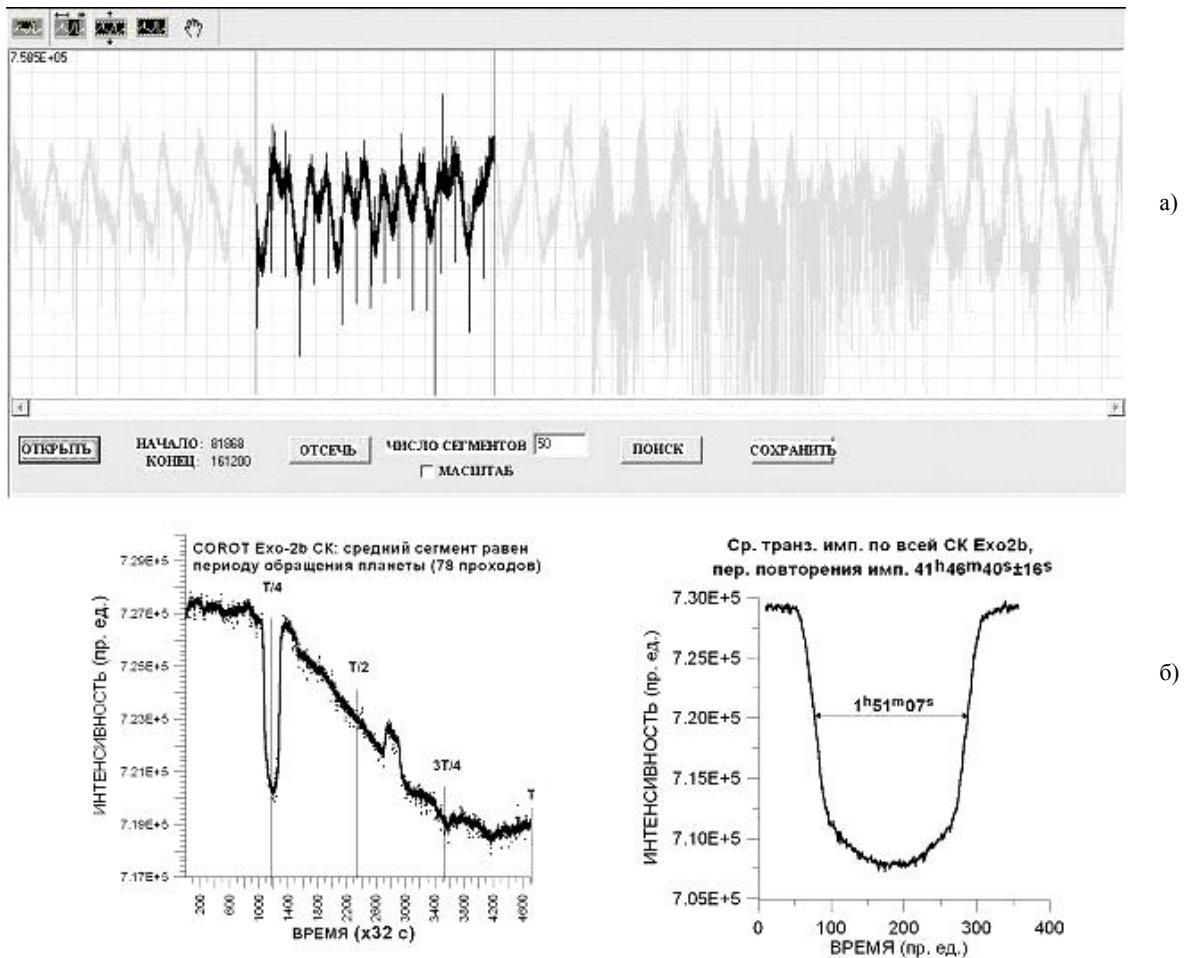 7.585E+05
а)
ОТКРЫТЬ
НАЧАЛО: 81868
КОНЕЦ: 161200
ОТСЕЧЬ
ЧИСЛО СЕГМЕНТОВ 50
МАСШТАБ
ПОИСК
СОХРАНИТЬ
COROT Exo-2b СК: средний сегмент равен
периоду обращения планеты (78 проходов)
ИНТЕНСИВНОСТЬ (пр. ед.)
7.29E+5
7.27E+5
7.25E+5
7.23E+5
7.21E+5
7.19E+5
7.17E+5
T/4
T/2
3T/4
T
200
600
1000
1400
1800
2200
2600
3000
3400
3800
4200
4600
ВРЕМЯ (x32 с)
Ср. транз. имп. по всей СК Exo2b,
пер. повторения имп. 41ʰ46ᵐ40ˢ±16ˢ
ИНТЕНСИВНОСТЬ (пр. ед.)
7.30E+5
7.25E+5
7.20E+5
7.15E+5
7.10E+5
7.05E+5
1ʰ51ᵐ07ˢ
0
100
200
300
400
ВРЕМЯ (пр. ед.)
б)